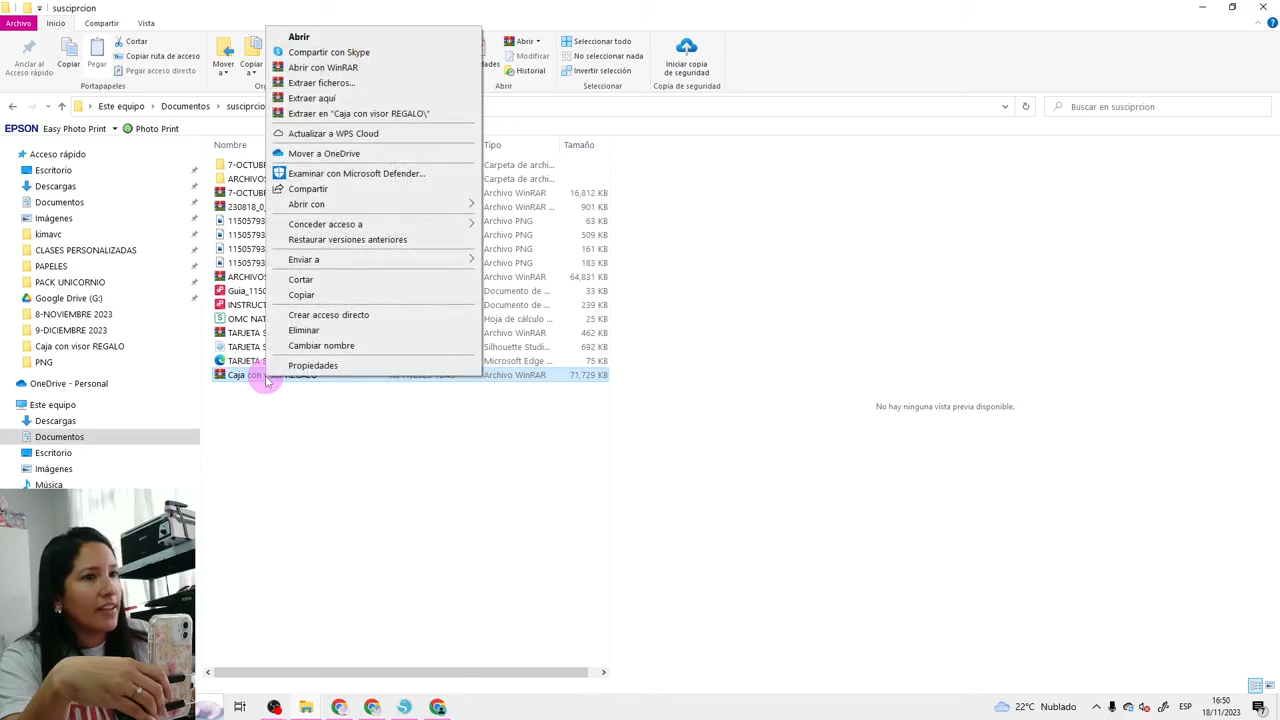 susciprcion
Archivo Inicio Compartir Vista
Anclar al Acceso rápido
Copiar
Pegar
Cortar
Copiar ruta de acceso
Pegar acceso directo
Portapapeles
Mover a
Copiar a
Abrir
Modificar
Historial
Abrir
Seleccionar todo
No seleccionar nada
Invertir selección
Seleccionar
Iniciar copia de seguridad
Copia de seguridad
Este equipo > Documentos > susciprcion
Buscar en susciprcion
EPSON Easy Photo Print Photo Print
Acceso rápido
Escritorio
Descargas
Documentos
Imágenes
kimavc
CLASES PERSONALIZADAS
PAPELES
PACK UNICORNIO
Google Drive (G:)
8-NOVIEMBRE 2023
9-DICIEMBRE 2023
Caja con visor REGALO
PNG
OneDrive - Personal
Este equipo
Descargas
Documentos
Escritorio
Imágenes
Música
Nombre Tipo Tamaño
Carpeta de archi...
Carpeta de archi...
Archivo WinRAR 16,812 KB
Archivo WinRAR ... 901 KB
Archivo PNG 63 KB
Archivo PNG 509 KB
Archivo PNG 161 KB
Archivo PNG 183 KB
Archivo WinRAR 64,831 KB
Documento de ... 33 KB
Documento de ... 239 KB
Hoja de cálculo ... 319 KB
Archivo WinRAR 462 KB
Silhouette Studi... 692 KB
Microsoft Edge ... 75 KB
Archivo WinRAR 71,729 KB
Abrir
Compartir con Skype
Abrir con WinRAR
Extraer ficheros...
Extraer aquí
Extraer en "Caja con visor REGALO\"
Actualizar a WPS Cloud
Mover a OneDrive
Examinar con Microsoft Defender...
Compartir
Abrir con
Conceder acceso a
Restaurar versiones anteriores
Enviar a
Cortar
Copiar
Crear acceso directo
Eliminar
Cambiar nombre
Propiedades
No hay ninguna vista previa disponible.
22°C Nublado
ESP
16:50
18/11/2023